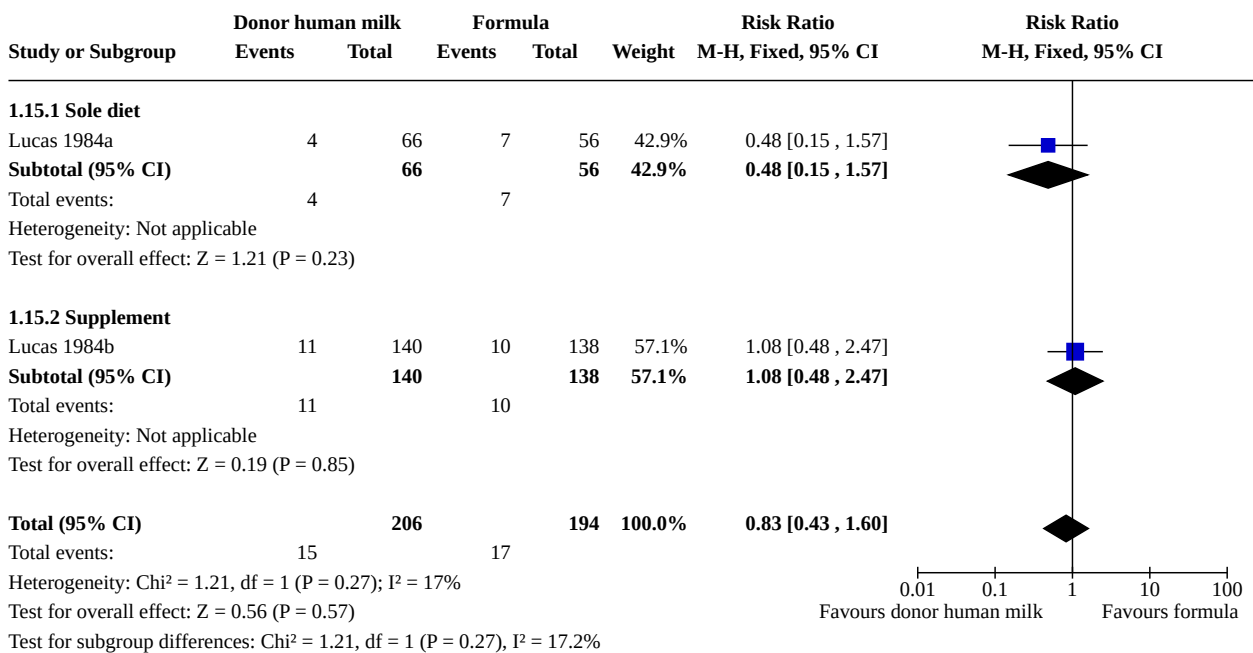 Donor human milk Formula Risk Ratio Risk Ratio
Study or Subgroup Events Total Events Total Weight M-H, Fixed, 95% CI M-H, Fixed, 95% CI
1.15.1 Sole diet
Lucas 1984a 4 66 7 56 42.9% 0.48 [0.15 , 1.57]
Subtotal (95% CI) 66 56 42.9% 0.48 [0.15 , 1.57]
Total events: 4 7
Heterogeneity: Not applicable
Test for overall effect: Z = 1.21 (P = 0.23)
1.15.2 Supplement
Lucas 1984b 11 140 10 138 57.1% 1.08 [0.48 , 2.47]
Subtotal (95% CI) 140 138 57.1% 1.08 [0.48 , 2.47]
Total events: 11 10
Heterogeneity: Not applicable
Test for overall effect: Z = 0.19 (P = 0.85)
Total (95% CI) 206 194 100.0% 0.83 [0.43 , 1.60]
Total events: 15 17
Heterogeneity: Chi² = 1.21, df = 1 (P = 0.27); I² = 17%
0.01 0.1 1 10 100
Test for overall effect: Z = 0.56 (P = 0.57)
Favours donor human milk Favours formula
Test for subgroup differences: Chi² = 1.21, df = 1 (P = 0.27), I² = 17.2%